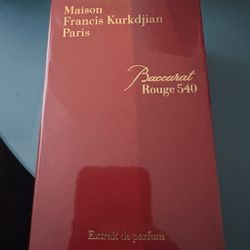 Maison
Francis Kurkdjian
Paris
Baccarat
Rouge 540
Extrait de parfum